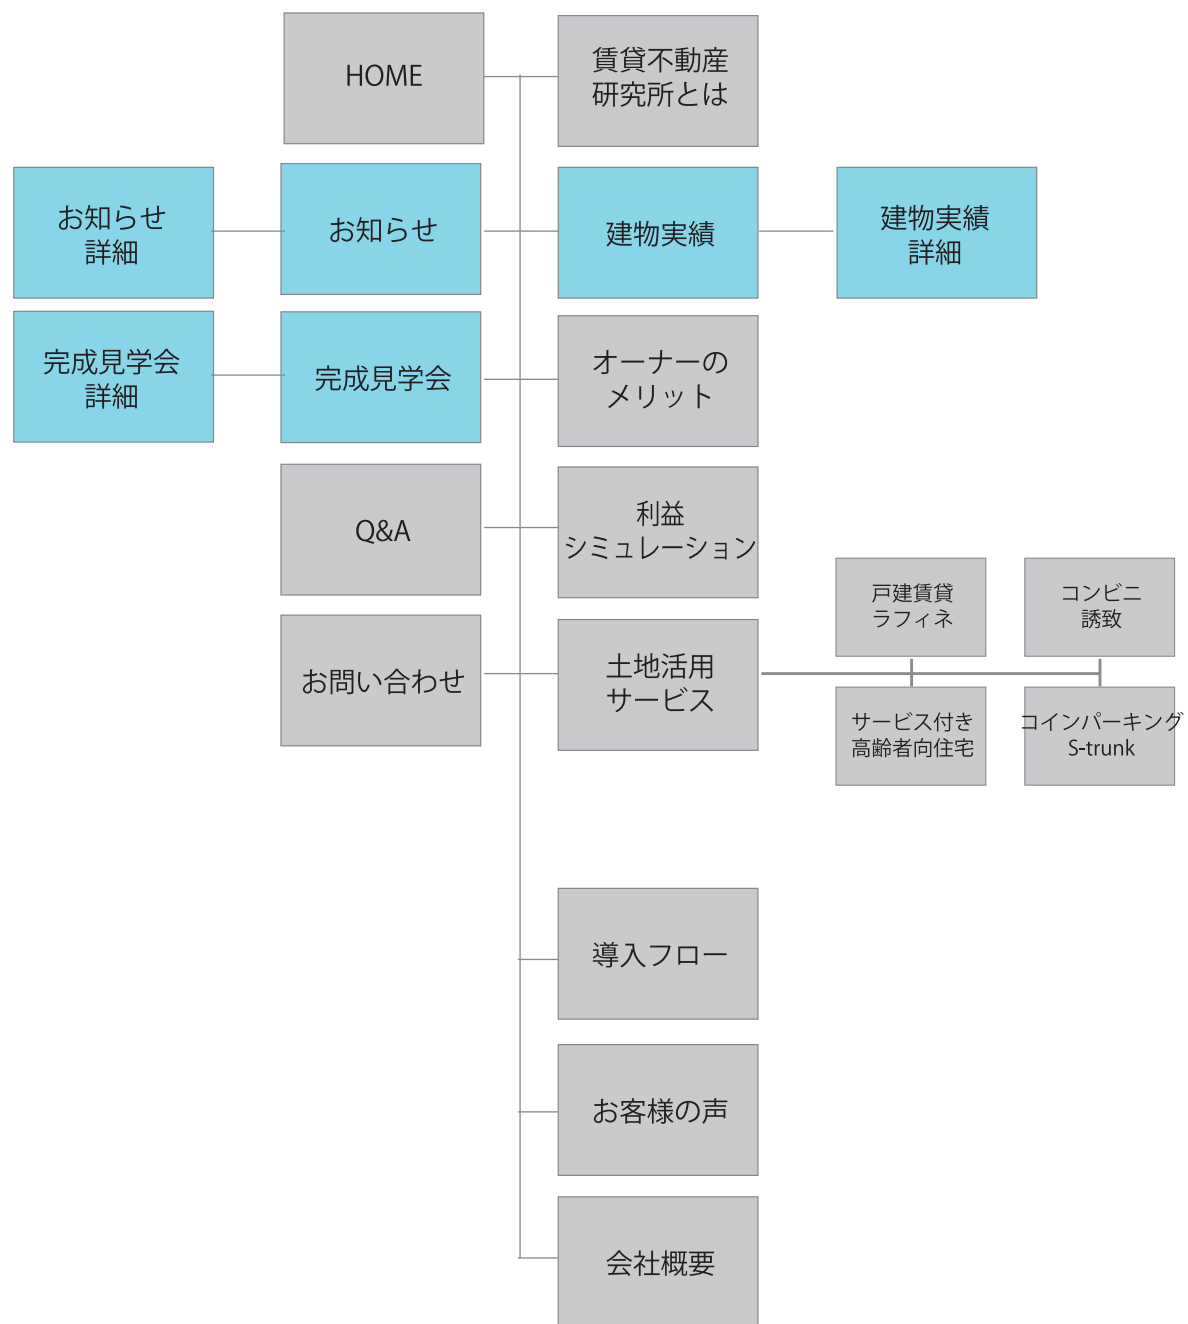 HOME
賃貸不動産
研究所とは
お知らせ
詳細
お知らせ
建物実績
建物実績
詳細
完成見学会
詳細
完成見学会
オーナーの
メリット
Q&A
利益
シミュレーション
お問い合わせ
土地活用
サービス
戸建賃貸
ラフィネ
コンビニ
誘致
サービス付き
高齢者向住宅
コインパーキング
S-trunk
導入フロー
お客様の声
会社概要